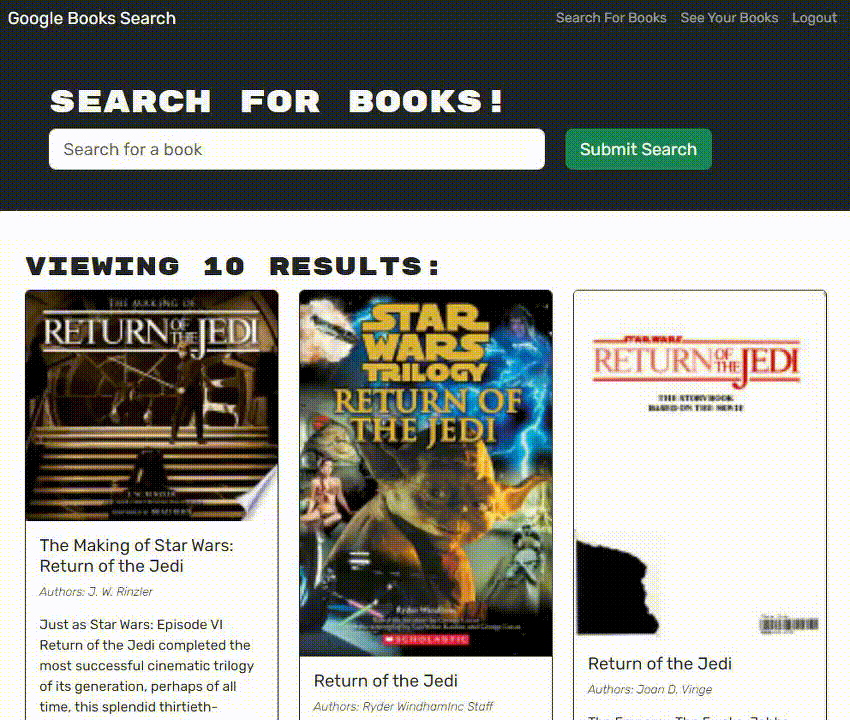 Google Books Search
Search For Books
See Your Books
Logout
SEARCH FOR BOOKS!
Search for a book
Submit Search
VIEWING 10 RESULTS:
THE MAKING OF
RETURN OF THE JEDI
The Making of Star Wars:
Return of the Jedi
Authors: J. W. Rinzler
Just as Star Wars: Episode VI
Return of the Jedi completed the
most successful cinematic trilogy
of its generation, perhaps of all
time, this splendid thirtieth-
STAR
WARS
TRILOGY
RETURN OF
THE JEDI
Ryder Windham
SCHOLASTIC
Return of the Jedi
Authors: Ryder WindhamInc Staff
STAR WARS
RETURN OF THE JEDI
THE STORYBOOK
BASED ON THE MOVIE
Return of the Jedi
Authors: Joan D. Vinge